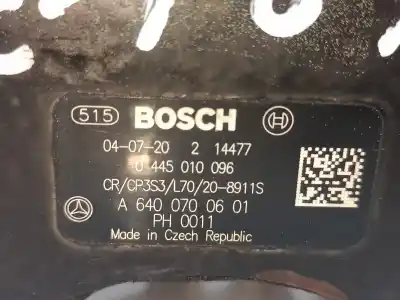 515 BOSCH
04-07-20 2 14477
0 445 010 096
CR/CP3S3/L70/20-8911S
A 640 070 06 01
PH 0011
Made in Czech Republic